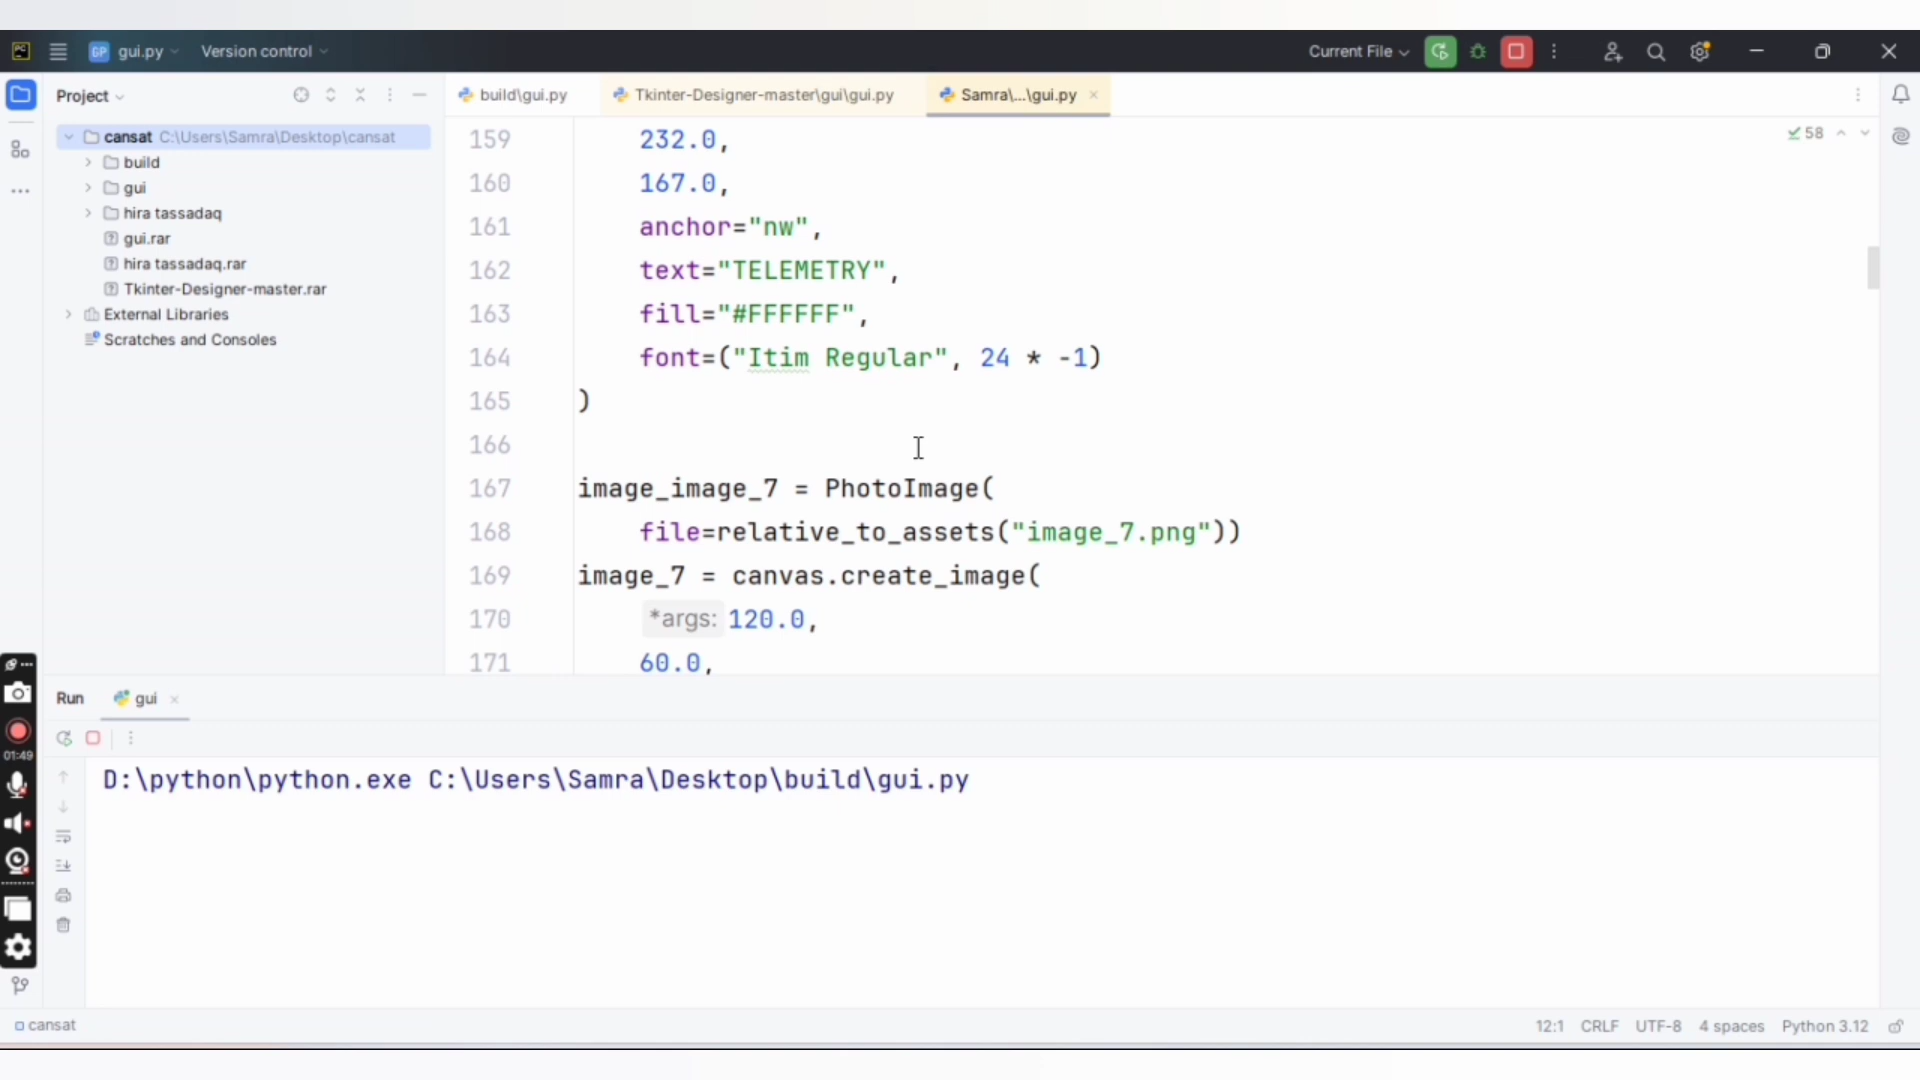 PC
GP gui.py
Version control
Current File
Project
build\gui.py
Tkinter-Designer-master\gui\gui.py
Samra\...\gui.py
cansat C:\Users\Samra\Desktop\cansat
build
gui
hira tassadaq
gui.rar
hira tassadaq.rar
Tkinter-Designer-master.rar
External Libraries
Scratches and Consoles
58
159 232.0,
160 167.0,
161 anchor="nw",
162 text="TELEMETRY",
163 fill="#FFFFFF",
164 font=("Itim Regular", 24 * -1)
165 )
166
167 image_image_7 = PhotoImage(
168 file=relative_to_assets("image_7.png"))
169 image_7 = canvas.create_image(
170 *args: 120.0,
171 60.0,
Run
gui
01:49
D:\python\python.exe C:\Users\Samra\Desktop\build\gui.py
cansat
12:1 CRLF UTF-8 4 spaces Python 3.12